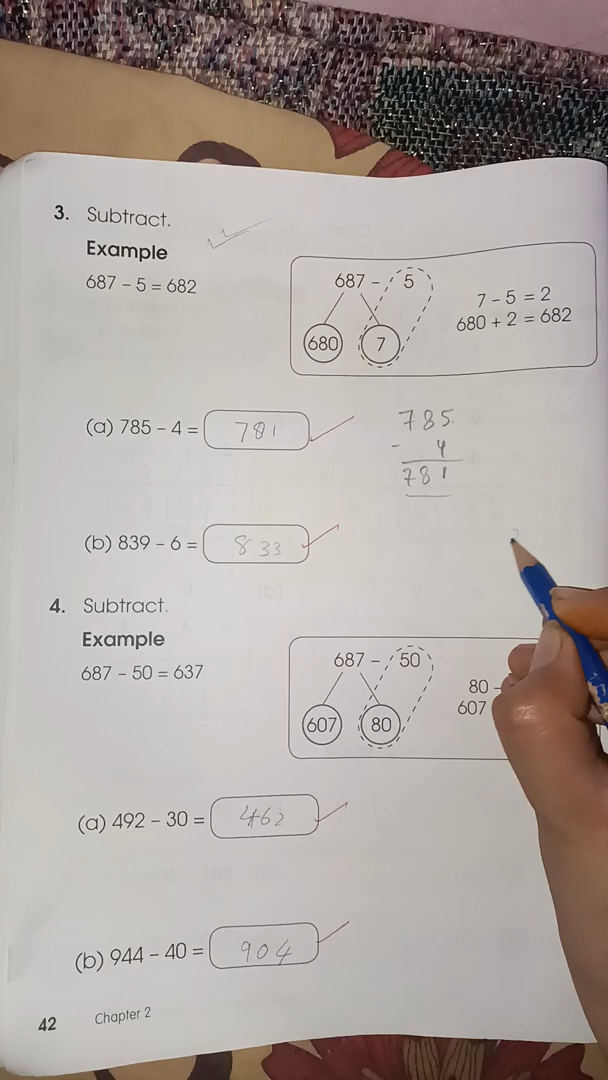 3. Subtract.
Example
687 – 5 = 682
687 – 5
680 7
7 – 5 = 2
680 + 2 = 682
(a) 785 – 4 = 781
785
- 4
781
(b) 839 – 6 = 833
4. Subtract.
Example
687 – 50 = 637
687 – 50
607 80
80 –
607
(a) 492 – 30 = 462
(b) 944 – 40 = 904
42 Chapter 2